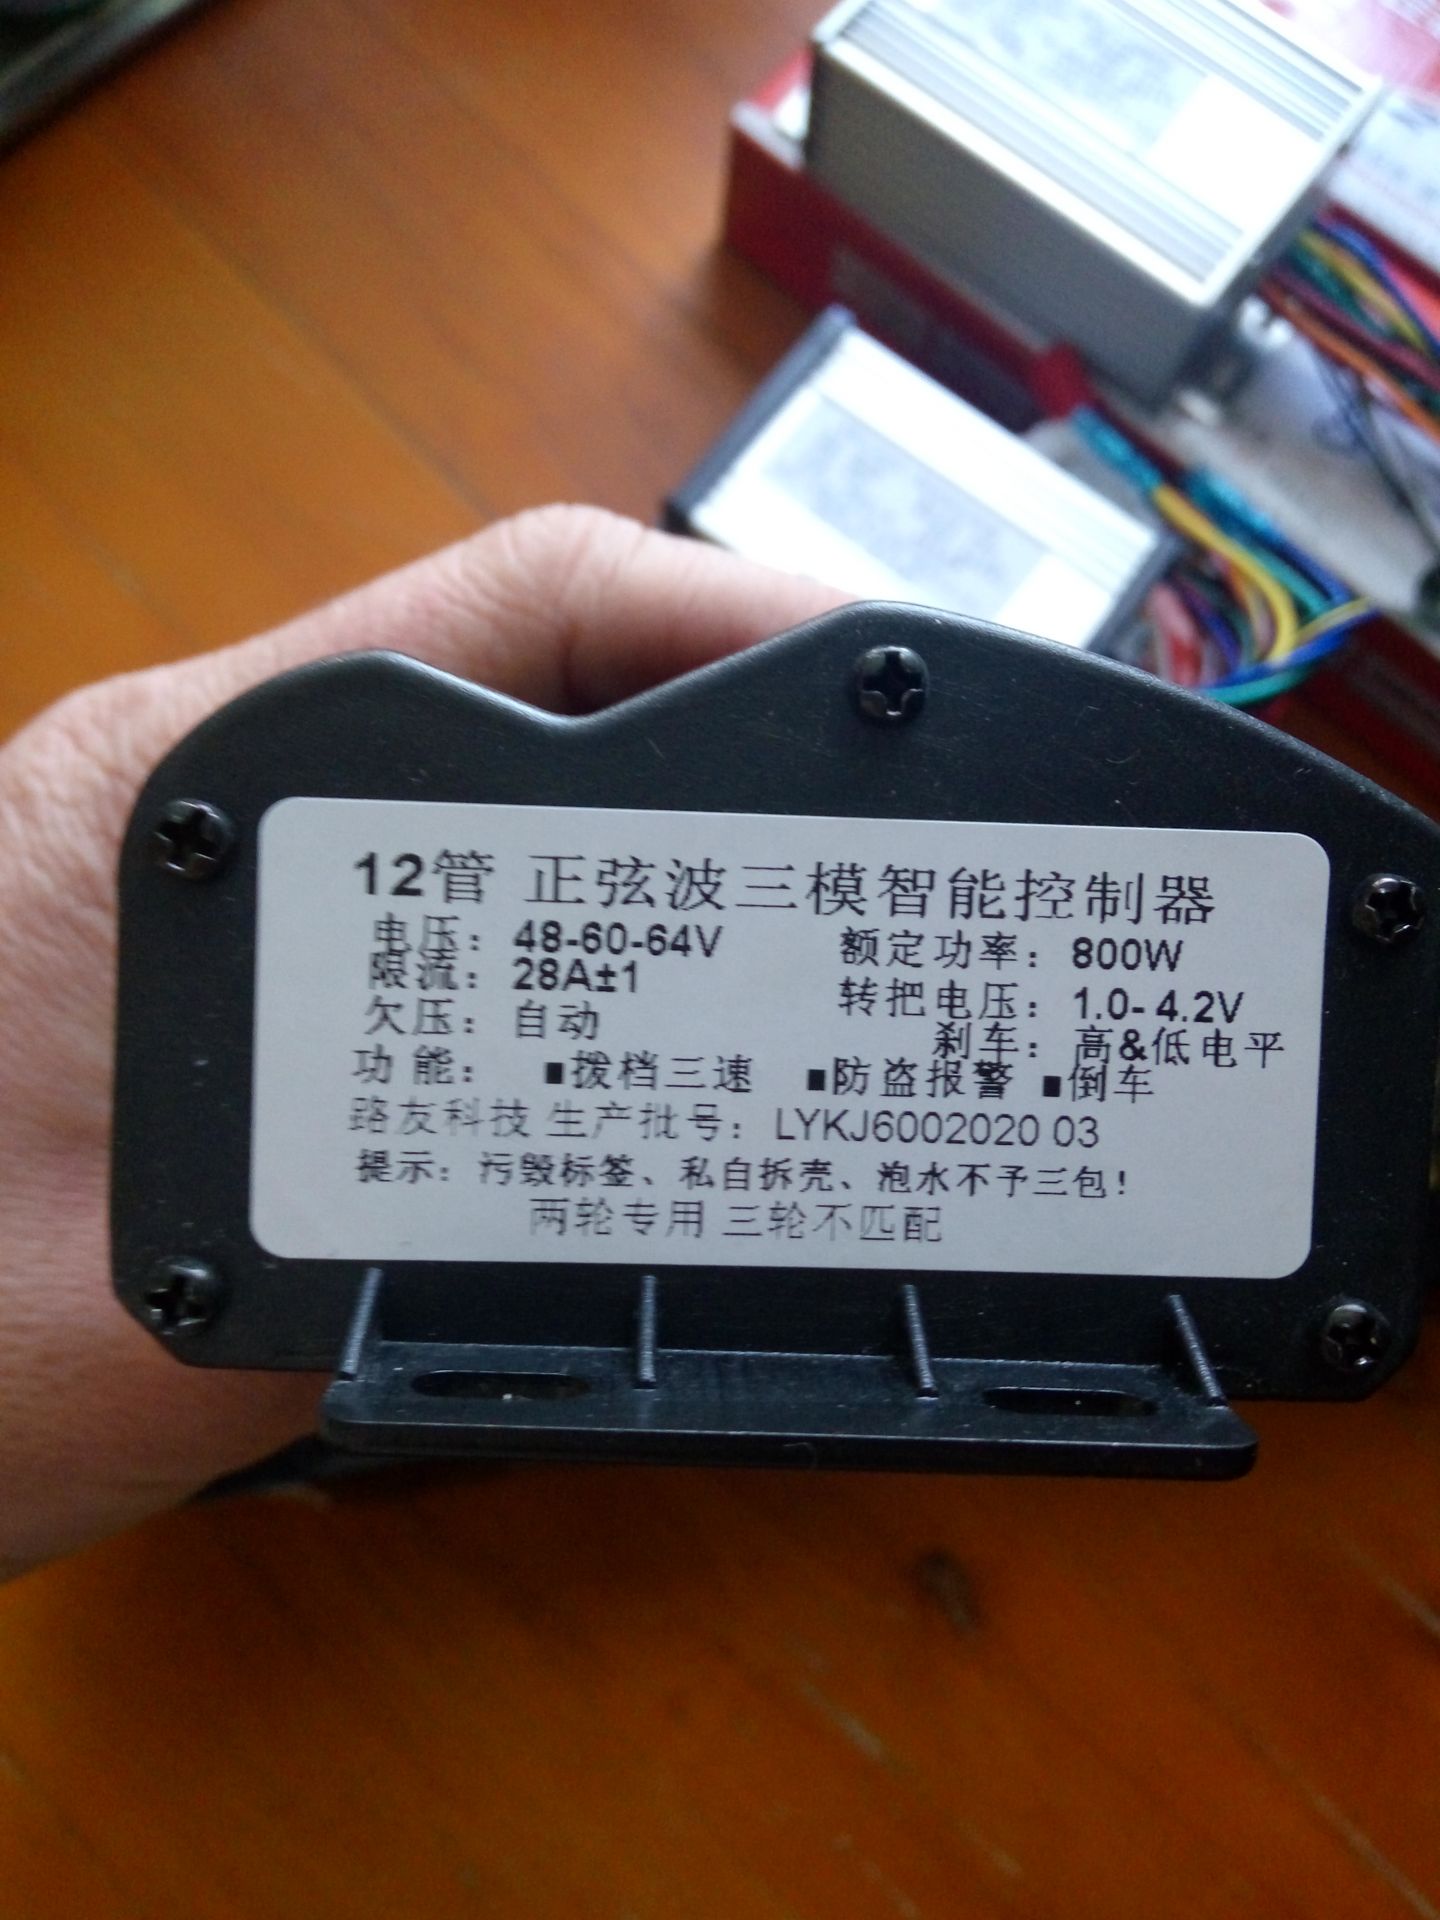 12管 正弦波三模智能控制器
电压：48-60-64V 额定功率：800W
限流：28A±1 转把电压：1.0-4.2V
欠压：自动 刹车：高&低电平
功能：■拨档三速 ■防盗报警 ■倒车
路友科技 生产批号：LYKJ6002020 03
提示：污毁标签、私自拆壳、泡水不予三包！
两轮专用 三轮不匹配